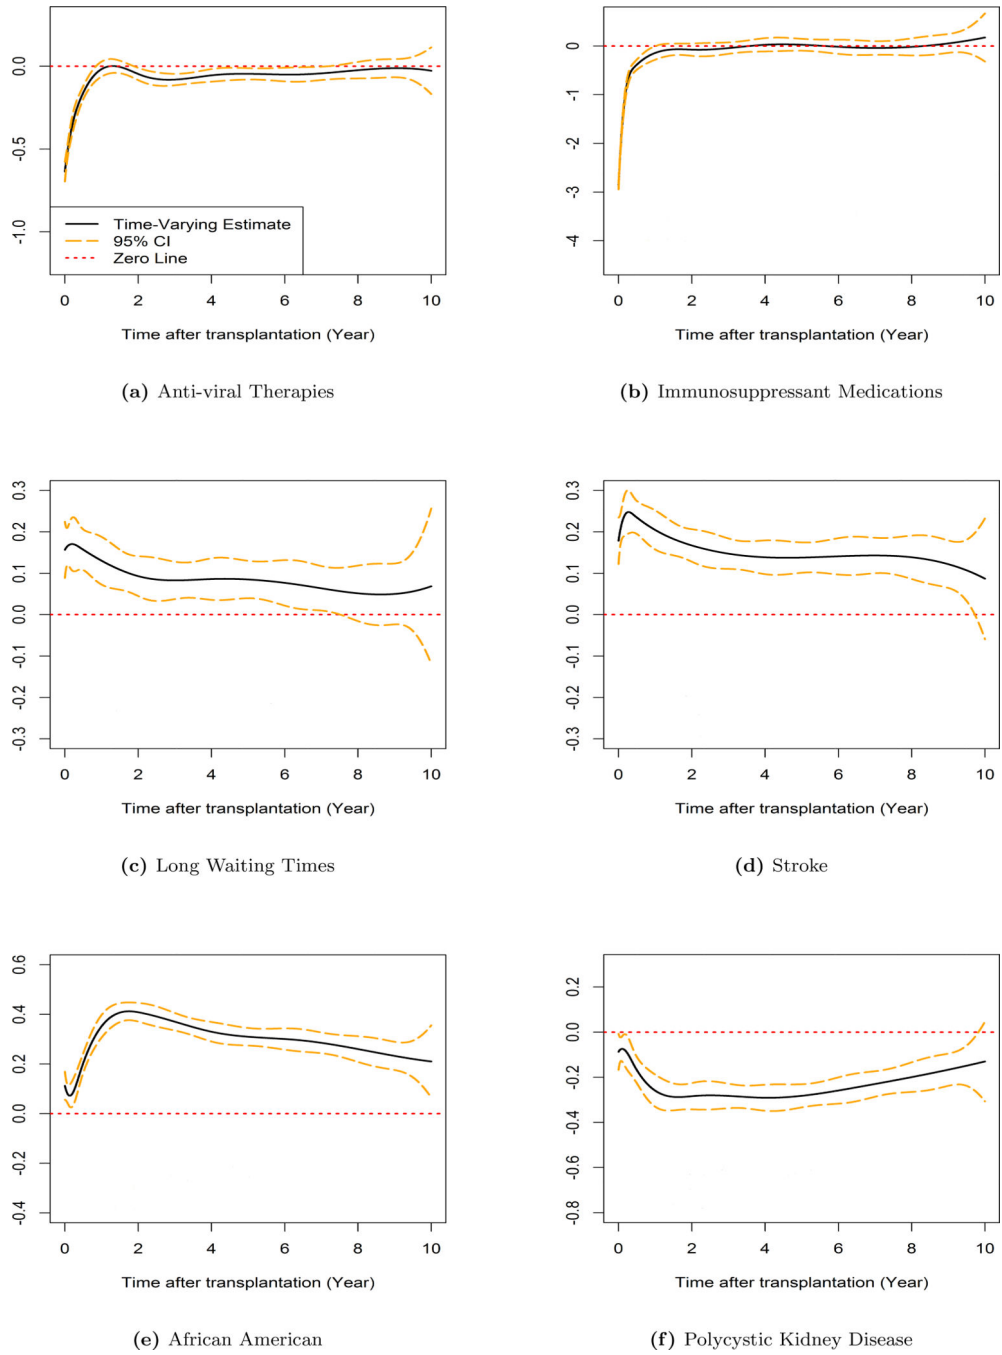 0.0
-0.5
-1.0
Time-Varying Estimate
95% CI
Zero Line
0 2 4 6 8 10
Time after transplantation (Year)
(a) Anti-viral Therapies
0
-1
-2
-3
-4
0 2 4 6 8 10
Time after transplantation (Year)
(b) Immunosuppressant Medications
0.3
0.2
0.1
0.0
-0.1
-0.2
-0.3
0 2 4 6 8 10
Time after transplantation (Year)
(c) Long Waiting Times
0.3
0.2
0.1
0.0
-0.1
-0.2
-0.3
0 2 4 6 8 10
Time after transplantation (Year)
(d) Stroke
0.6
0.4
0.2
0.0
-0.4
0 2 4 6 8 10
Time after transplantation (Year)
(e) African American
0.2
0.0
-0.2
-0.4
-0.6
-0.8
0 2 4 6 8 10
Time after transplantation (Year)
(f) Polycystic Kidney Disease